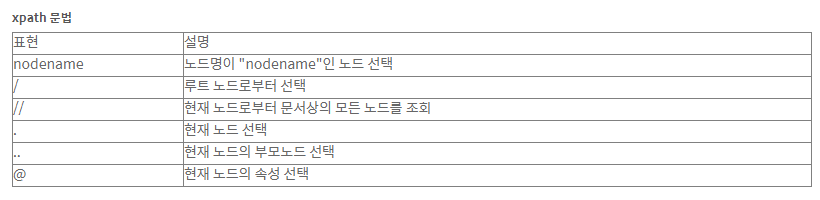 xpath 문법
표현 설명
nodename 노드명이 "nodename"인 노드 선택
/ 루트 노드로부터 선택
// 현재 노드로부터 문서상의 모든 노드를 조회
. 현재 노드 선택
.. 현재 노드의 부모노드 선택
@ 현재 노드의 속성 선택